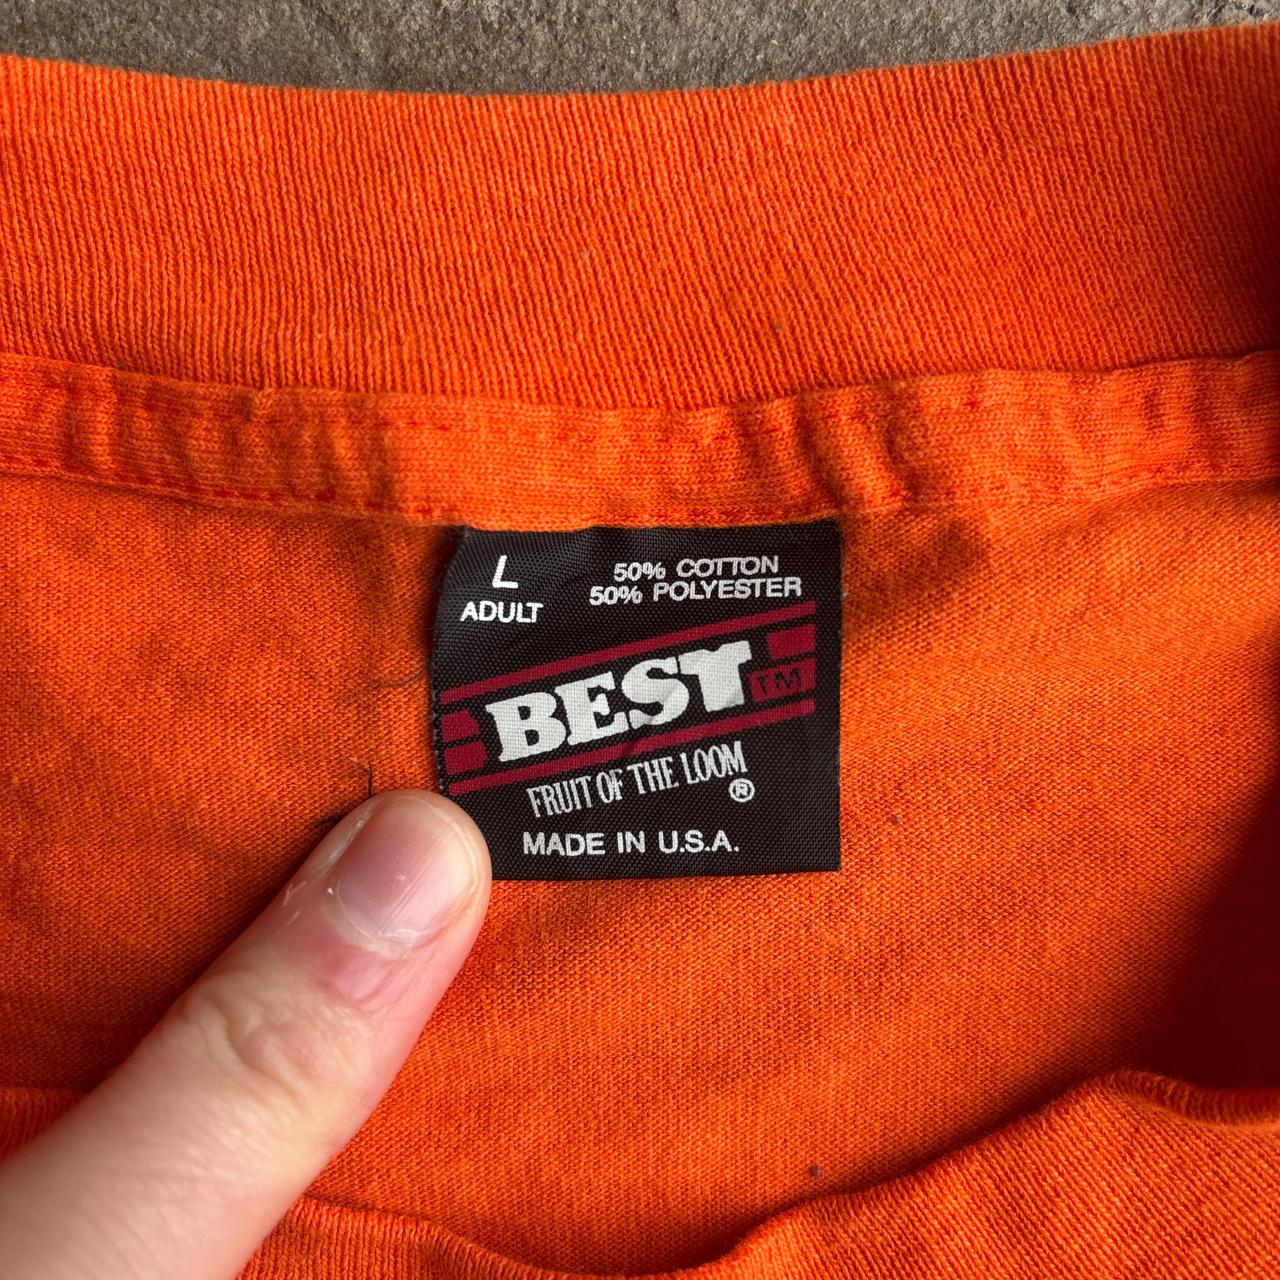 L
ADULT
50% COTTON
50% POLYESTER
BEST TM
FRUIT OF THE LOOM
®
MADE IN U.S.A.